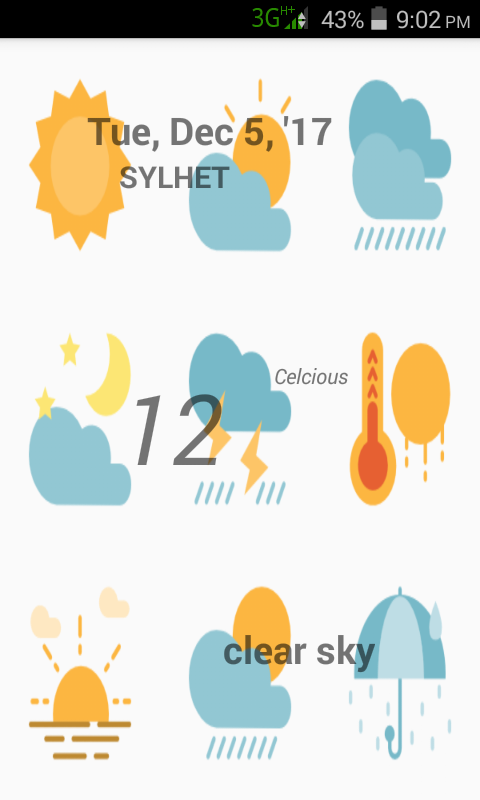 3G H+ 43% 9:02 PM
Tue, Dec 5, '17
SYLHET
Celcious
12
clear sky